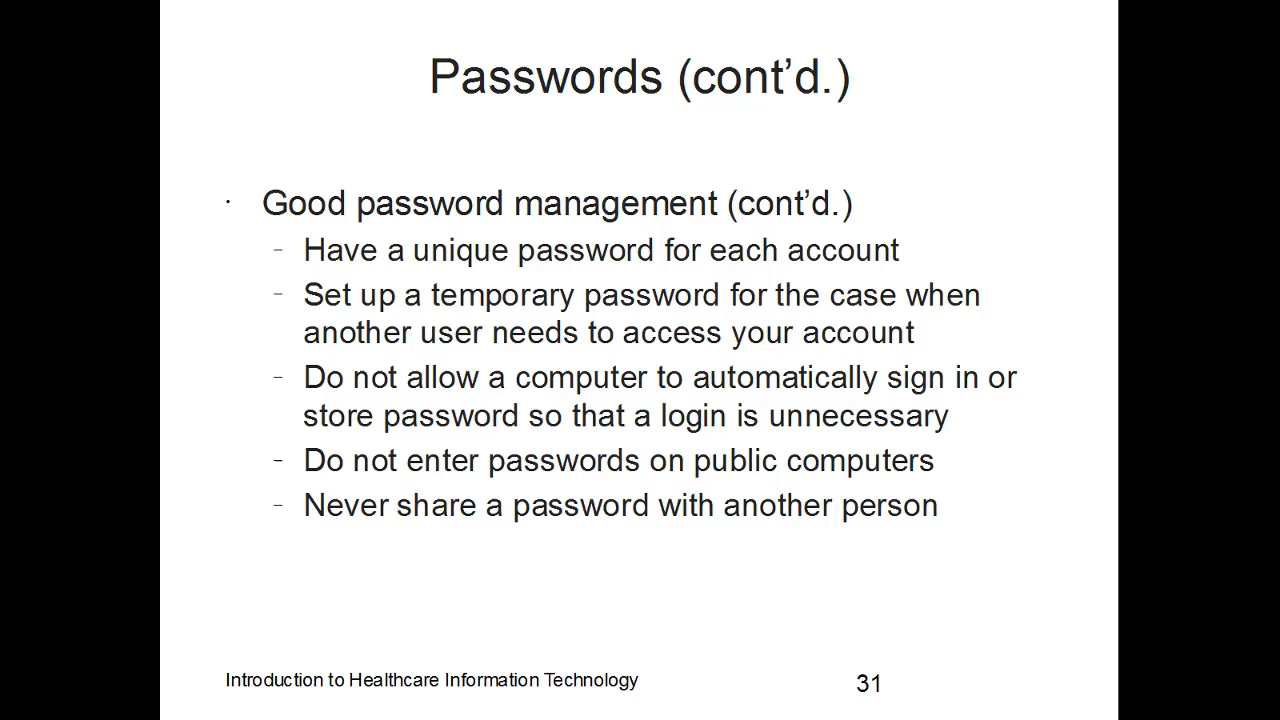 Passwords (cont’d.)
· Good password management (cont’d.)
– Have a unique password for each account
– Set up a temporary password for the case when
another user needs to access your account
– Do not allow a computer to automatically sign in or
store password so that a login is unnecessary
– Do not enter passwords on public computers
– Never share a password with another person
Introduction to Healthcare Information Technology
31